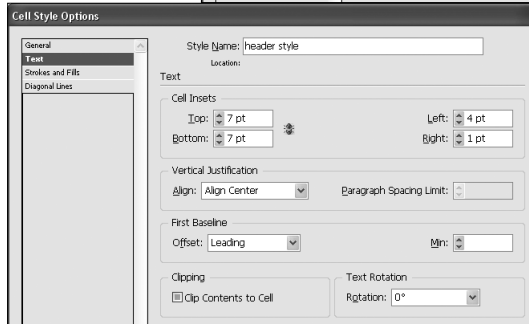 Cell Style Options
General
Text
Strokes and Fills
Diagonal Lines
Style Name: header style
Location:
Text
Cell Insets
Top: 7 pt Left: 4 pt
Bottom: 7 pt Right: 1 pt
Vertical Justification
Align: Align Center Paragraph Spacing Limit:
First Baseline
Offset: Leading Min:
Clipping Text Rotation
Clip Contents to Cell Rotation: 0°